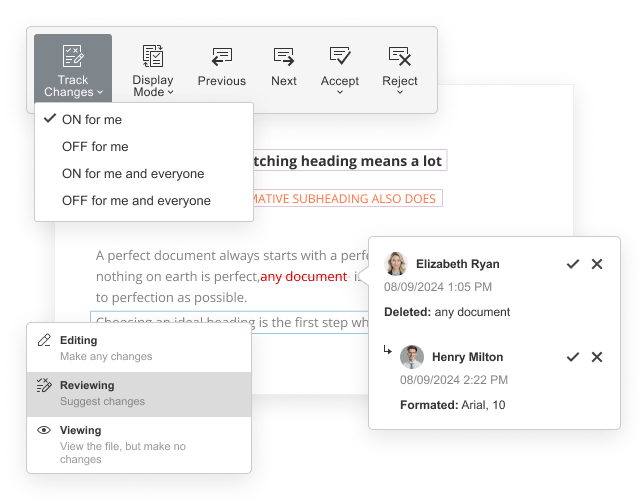 Track Changes
Display Mode
Previous
Next
Accept
Reject
ON for me
OFF for me
ON for me and everyone
OFF for me and everyone
tching heading means a lot
MATIVE SUBHEADING ALSO DOES
A perfect document always starts with a perfe
nothing on earth is perfect,any document is
to perfection as possible.
Choosing an ideal heading is the first step wh
Elizabeth Ryan
08/09/2024 1:05 PM
Deleted: any document
Henry Milton
08/09/2024 2:22 PM
Formated: Arial, 10
Editing
Make any changes
Reviewing
Suggest changes
Viewing
View the file, but make no
changes